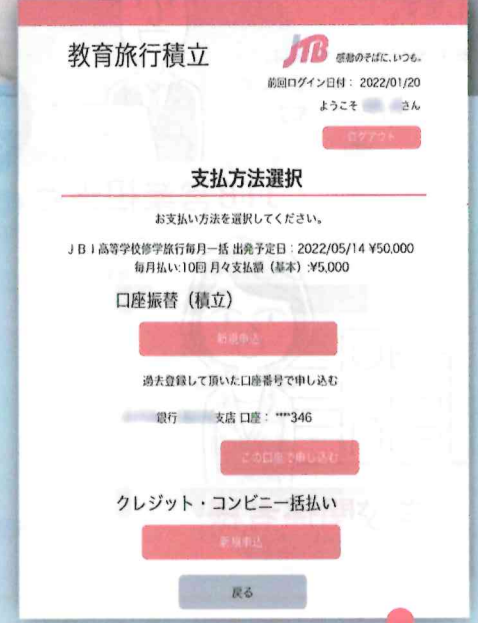 教育旅行積立
JTB 感動のそばに、いつも。
前回ログイン日付： 2022/01/20
ようこそ さん
ログアウト
支払方法選択
お支払い方法を選択してください。
ＪＢＩ高等学校修学旅行毎月一括 出発予定日：2022/05/14 ¥50,000
毎月払い:10回 月々支払額（基本）:¥5,000
口座振替（積立）
新規申込
過去登録して頂いた口座番号で申し込む
銀行 支店 口座： ****346
この口座で申し込む
クレジット・コンビニ一括払い
新規申込
戻る